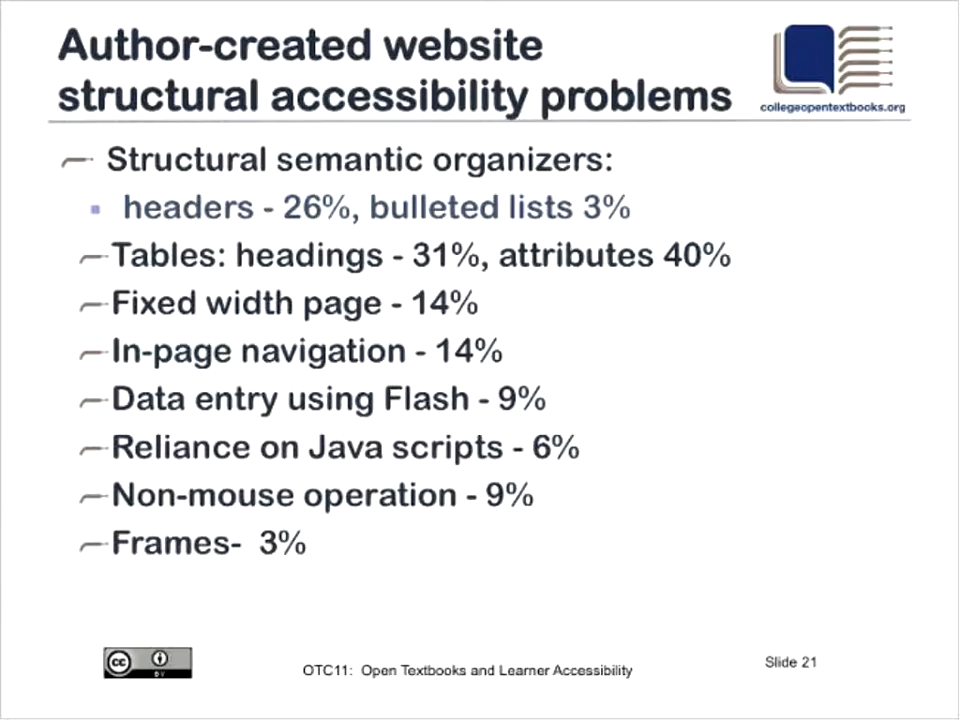 Author-created website
structural accessibility problems
collegeopentextbooks.org
Structural semantic organizers:
headers - 26%, bulleted lists 3%
Tables: headings - 31%, attributes 40%
Fixed width page - 14%
In-page navigation - 14%
Data entry using Flash - 9%
Reliance on Java scripts - 6%
Non-mouse operation - 9%
Frames-  3%
cc
BY
OTC11:  Open Textbooks and Learner Accessibility
Slide 21